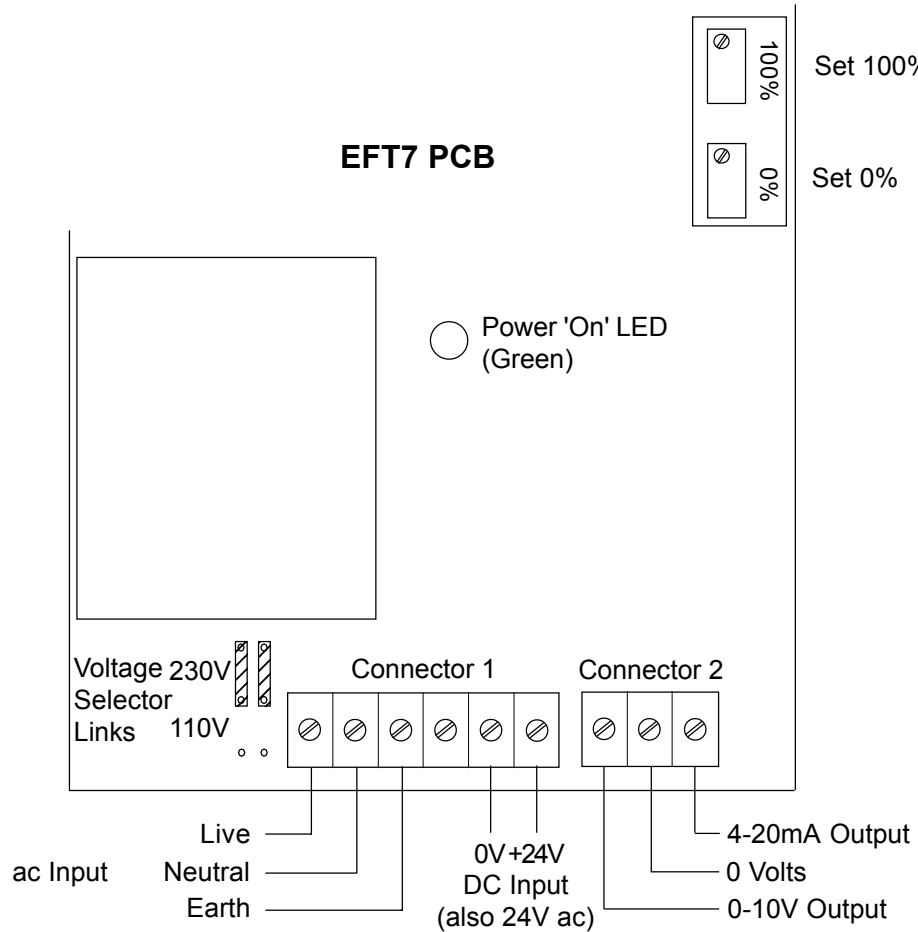 100%
Set 100%
EFT7 PCB
0%
Set 0%
Power 'On' LED
(Green)
Voltage
Selector
Links
230V
110V
Connector 1
Connector 2
ac Input
Live
Neutral
Earth
0V +24V
DC Input
(also 24V ac)
4-20mA Output
0 Volts
0-10V Output